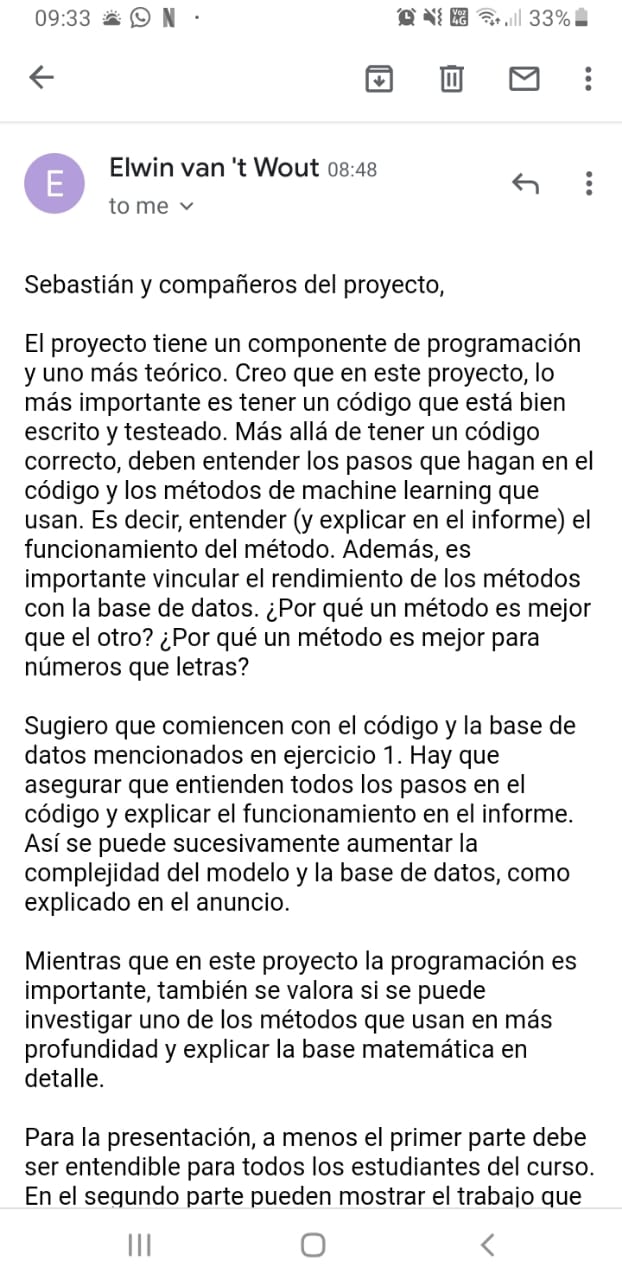 09:33 N
Voz 4G 33%
E
Elwin van 't Wout 08:48
to me
Sebastián y compañeros del proyecto,
El proyecto tiene un componente de programación
y uno más teórico. Creo que en este proyecto, lo
más importante es tener un código que está bien
escrito y testeado. Más allá de tener un código
correcto, deben entender los pasos que hagan en el
código y los métodos de machine learning que
usan. Es decir, entender (y explicar en el informe) el
funcionamiento del método. Además, es
importante vincular el rendimiento de los métodos
con la base de datos. ¿Por qué un método es mejor
que el otro? ¿Por qué un método es mejor para
números que letras?
Sugiero que comiencen con el código y la base de
datos mencionados en ejercicio 1. Hay que
asegurar que entienden todos los pasos en el
código y explicar el funcionamiento en el informe.
Así se puede sucesivamente aumentar la
complejidad del modelo y la base de datos, como
explicado en el anuncio.
Mientras que en este proyecto la programación es
importante, también se valora si se puede
investigar uno de los métodos que usan en más
profundidad y explicar la base matemática en
detalle.
Para la presentación, a menos el primer parte debe
ser entendible para todos los estudiantes del curso.
En el segundo parte pueden mostrar el trabajo que